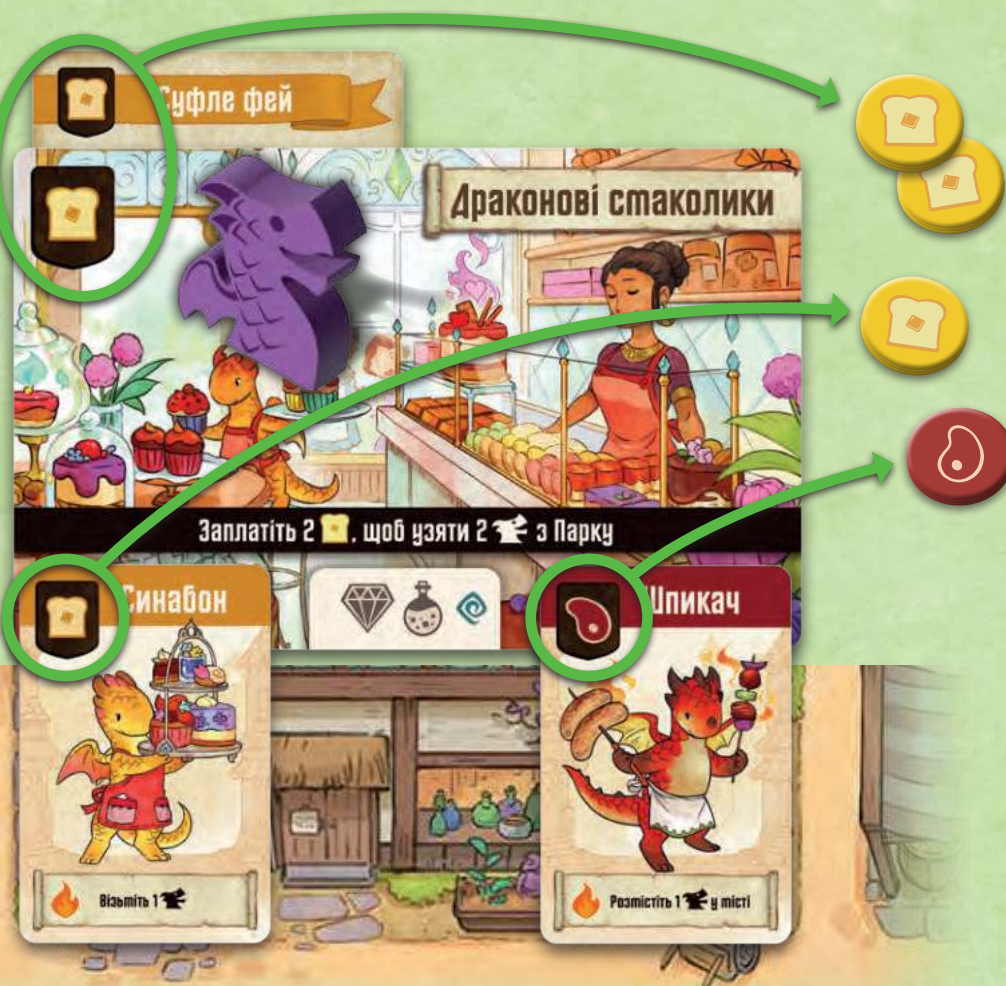 Суфле фей
Драконові смаколики
Заплатіть 2 , щоб узяти 2 з Парку
Синабон
Шпикач
Візьміть 1
Розмістіть 1 у місті